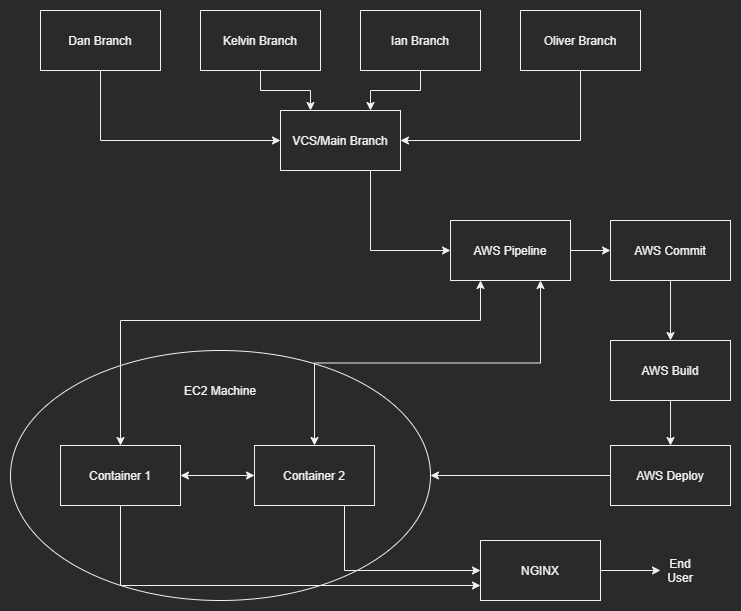 Dan Branch
Kelvin Branch
Ian Branch
Oliver Branch
VCS/Main Branch
AWS Pipeline
AWS Commit
AWS Build
EC2 Machine
Container 1
Container 2
AWS Deploy
NGINX
End
User